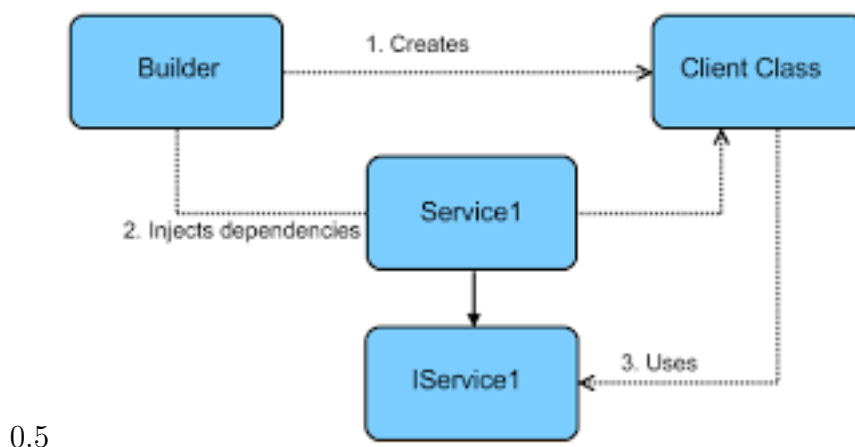 1. Creates
Builder
Client Class
Service1
2. Injects dependencies
IService1
3. Uses
0.5